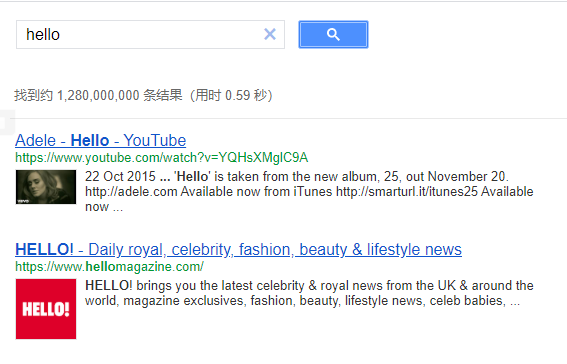 hello
找到约 1,280,000,000 条结果（用时 0.59 秒）
Adele - Hello - YouTube
https://www.youtube.com/watch?v=YQHsXMglC9A
22 Oct 2015 ... 'Hello' is taken from the new album, 25, out November 20.
http://adele.com Available now from iTunes http://smarturl.it/itunes25 Available
now ...
vevo
HELLO! - Daily royal, celebrity, fashion, beauty & lifestyle news
https://www.hellomagazine.com/
HELLO! brings you the latest celebrity & royal news from the UK & around the
world, magazine exclusives, fashion, beauty, lifestyle news, celeb babies, ...
HELLO!